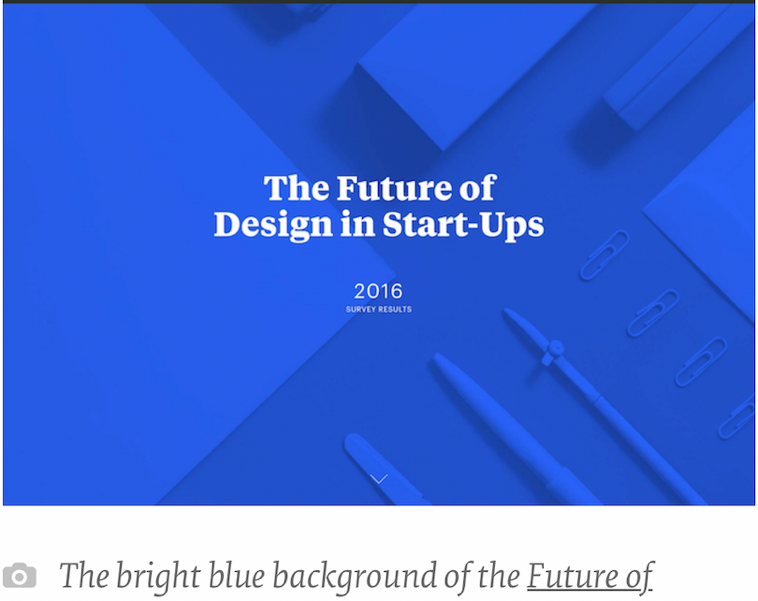 The Future of
Design in Start-Ups
2016
SURVEY RESULTS
The bright blue background of the Future of